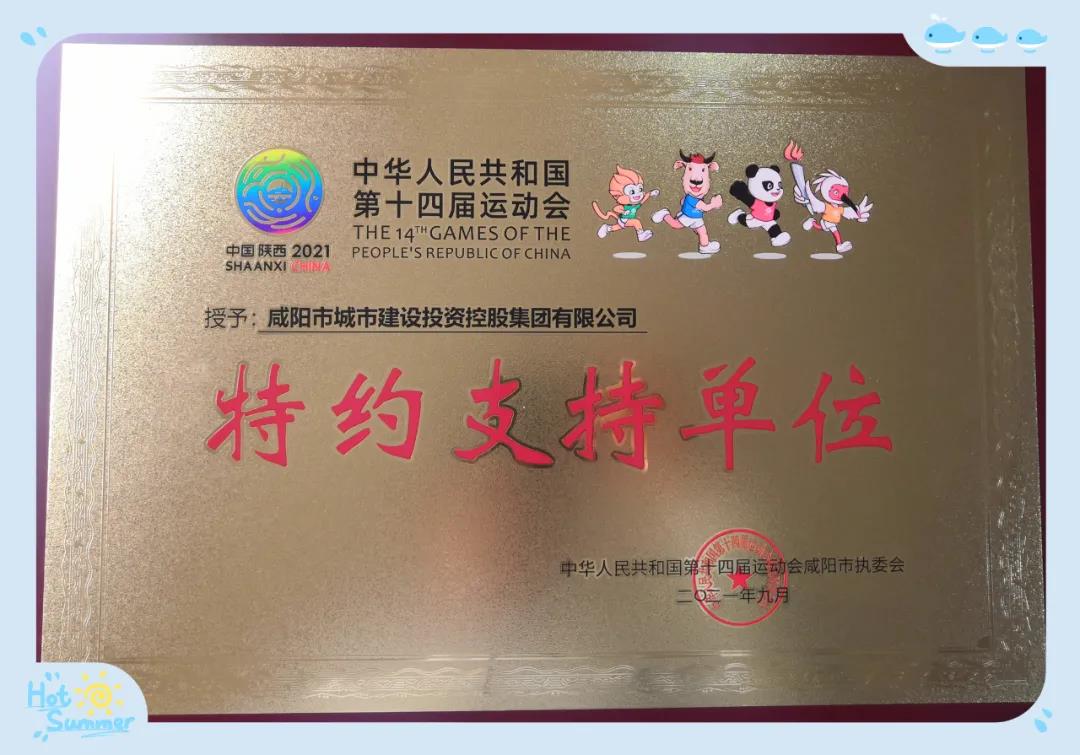 中华人民共和国
第十四届运动会
THE 14TH GAMES OF THE
PEOPLE'S REPUBLIC OF CHINA
中国 陕西 2021
SHAANXI CHINA
授予：咸阳市城市建设投资控股集团有限公司
特约支持单位
中华人民共和国第十四届运动会咸阳市执委会
二〇二一年九月
Hot
Summer